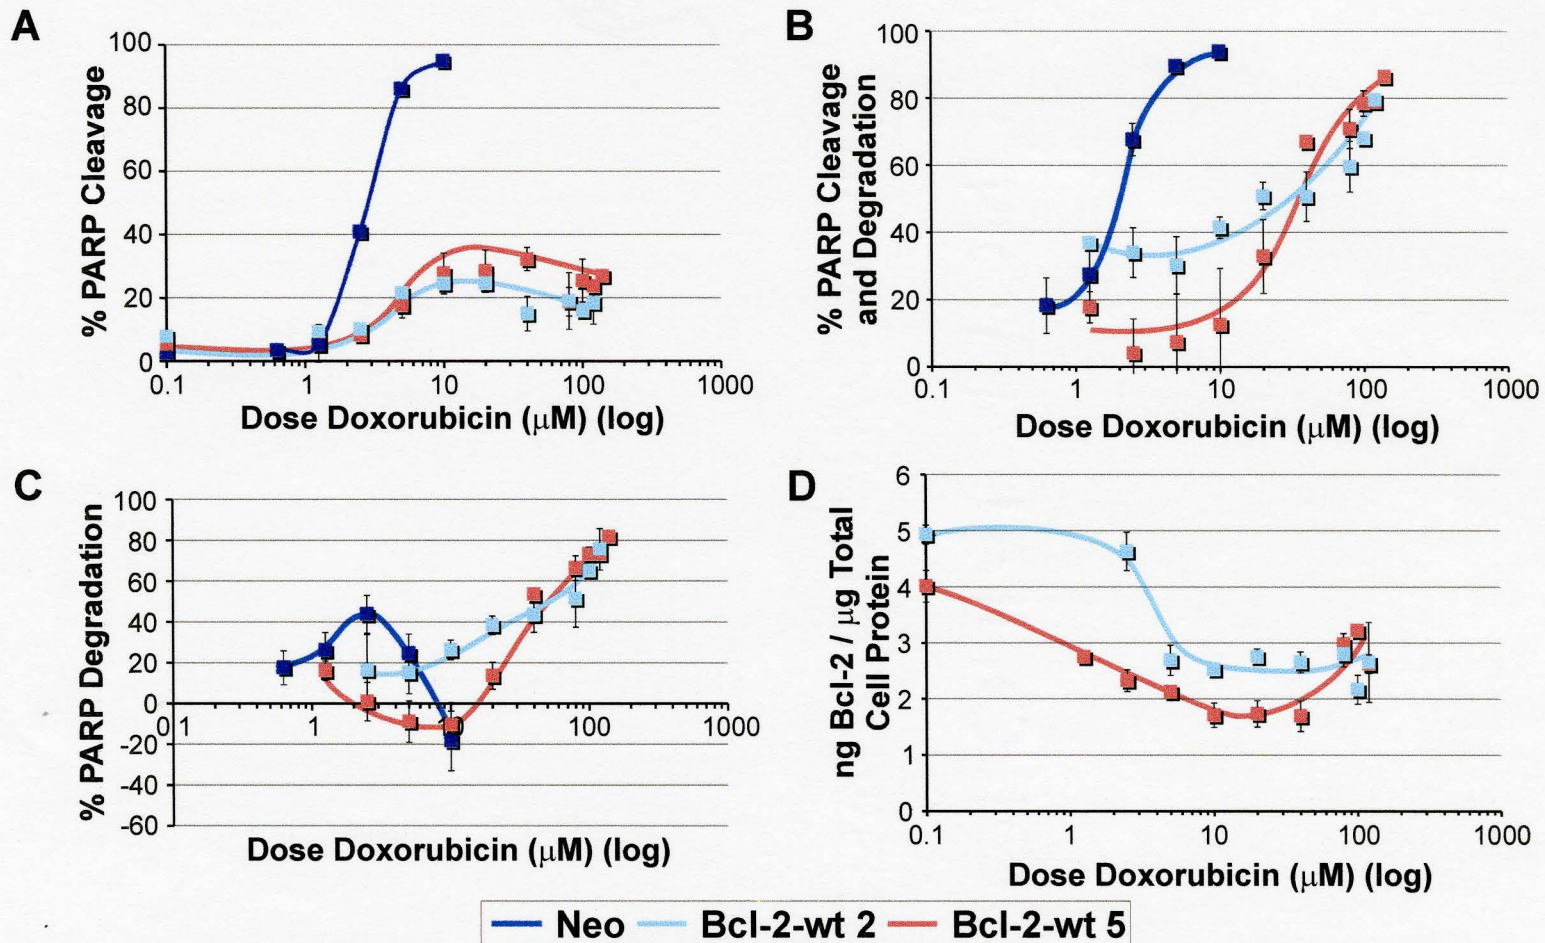 A
% PARP Cleavage
100
80
60
40
20
0
0.1 1 10 100 1000
Dose Doxorubicin (μM) (log)
B
% PARP Cleavage
and Degradation
100
80
60
40
20
0
0.1 1 10 100 1000
Dose Doxorubicin (μM) (log)
C
% PARP Degradation
100
80
60
40
20
0
-20
-40
-60
0.1 1 10 100 1000
Dose Doxorubicin (μM) (log)
D
ng Bcl-2 / μg Total
Cell Protein
6
5
4
3
2
1
0
0.1 1 10 100 1000
Dose Doxorubicin (μM) (log)
Neo Bcl-2-wt 2 Bcl-2-wt 5